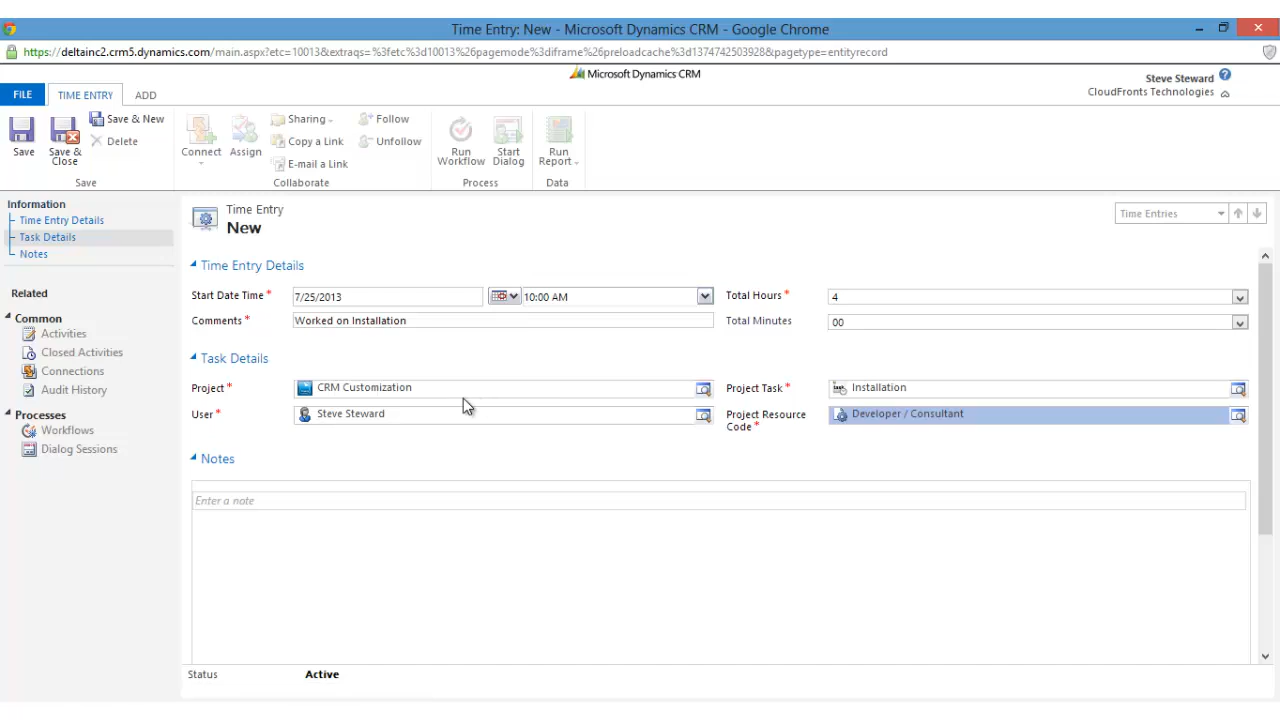 Time Entry: New - Microsoft Dynamics CRM - Google Chrome
https://deltainc2.crm5.dynamics.com/main.aspx?etc=10013&extraqs=%3fetc%3d10013%26pagemode%3diframe%26preloadcache%3d1374742503928&pagetype=entityrecord
Microsoft Dynamics CRM
Steve Steward
CloudFronts Technologies
FILE TIME ENTRY ADD
Save
Save & Close
Save & New
Delete
Save
Connect
Assign
Sharing
Copy a Link
E-mail a Link
Follow
Unfollow
Collaborate
Run Workflow
Start Dialog
Process
Run Report
Data
Information
Time Entry Details
Task Details
Notes
Related
Common
Activities
Closed Activities
Connections
Audit History
Processes
Workflows
Dialog Sessions
Time Entry
New
Time Entries
Time Entry Details
Start Date Time * 7/25/2013 10:00 AM Total Hours * 4
Comments * Worked on Installation Total Minutes 00
Task Details
Project * CRM Customization Project Task * Installation
User * Steve Steward Project Resource Code * Developer / Consultant
Notes
Enter a note
Status Active